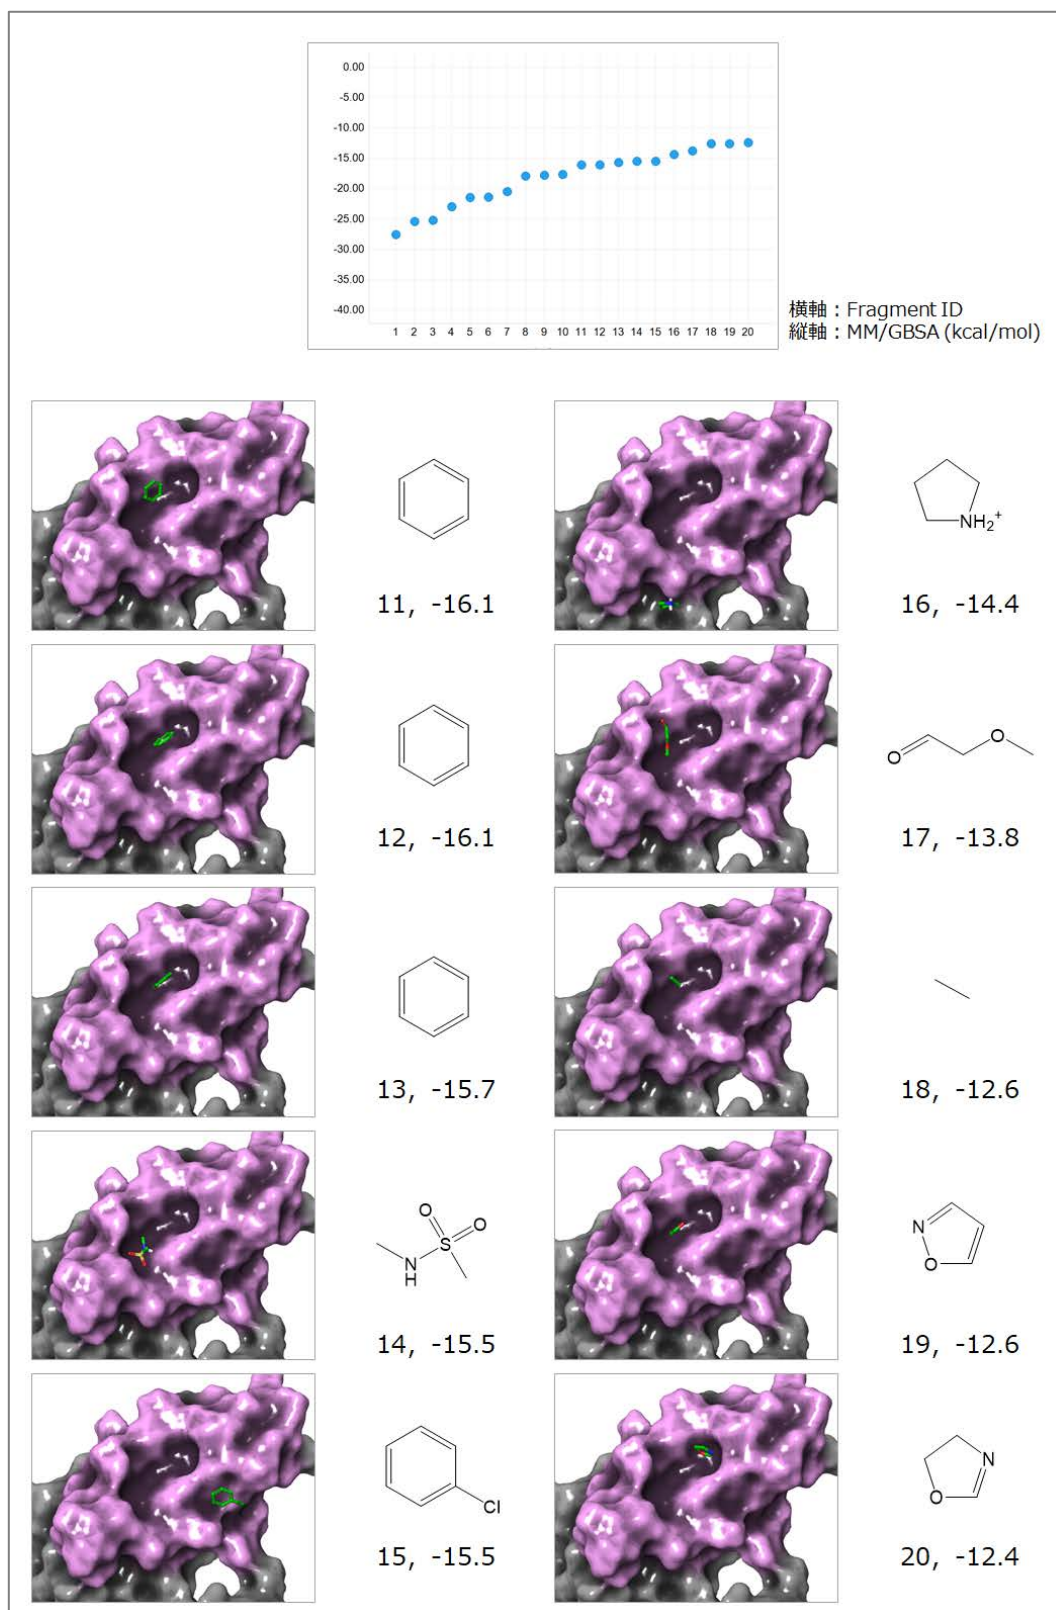 0.00
-5.00
-10.00
-15.00
-20.00
-25.00
-30.00
-35.00
-40.00
1 2 3 4 5 6 7 8 9 10 11 12 13 14 15 16 17 18 19 20
横軸：Fragment ID
縦軸：MM/GBSA (kcal/mol)
11, -16.1
NH2+
16, -14.4
12, -16.1
O O
17, -13.8
13, -15.7
18, -12.6
O O
S
N
H
14, -15.5
N
O
19, -12.6
Cl
15, -15.5
N
O
20, -12.4